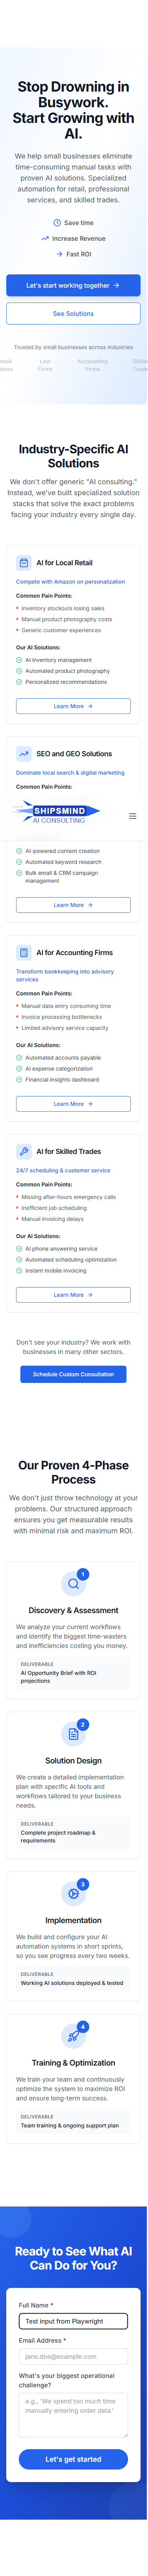 Stop Drowning in
Busywork.
Start Growing with
AI.
We help small businesses eliminate
time-consuming manual tasks with
proven AI solutions. Specialized
automation for retail, professional
services, and skilled trades.
Save time
Increase Revenue
Fast ROI
Let's start working together
See Solutions
Trusted by small businesses across industries
Law
Firms
Accounting
Firms
Industry-Specific AI
Solutions
We don't offer generic "AI consulting."
Instead, we've built specialized solution
stacks that solve the exact problems
facing your industry every single day.
AI for Local Retail
Compete with Amazon on personalization
Common Pain Points:
Inventory stockouts losing sales
Manual product photography costs
Generic customer experiences
Our AI Solutions:
AI inventory management
Automated product photography
Personalized recommendations
Learn More
SEO and GEO Solutions
Dominate local search & digital marketing
Common Pain Points:
SHIPSMIND
AI CONSULTING
AI-powered content creation
Automated keyword research
Bulk email & CRM campaign
management
Learn More
AI for Accounting Firms
Transform bookkeeping into advisory
services
Common Pain Points:
Manual data entry consuming time
Invoice processing bottlenecks
Limited advisory service capacity
Our AI Solutions:
Automated accounts payable
AI expense categorization
Financial insights dashboard
Learn More
AI for Skilled Trades
24/7 scheduling & customer service
Common Pain Points:
Missing after-hours emergency calls
Inefficient job scheduling
Manual invoicing delays
Our AI Solutions:
AI phone answering service
Automated scheduling optimization
Instant mobile invoicing
Learn More
Don't see your industry? We work with
businesses in many other sectors.
Schedule Custom Consultation
Our Proven 4-Phase
Process
We don't just throw technology at your
problems. Our structured approach
ensures you get measurable results
with minimal risk and maximum ROI.
1
Discovery & Assessment
We analyze your current workflows
and identify the biggest time-wasters
and inefficiencies costing you money.
DELIVERABLE
AI Opportunity Brief with ROI
projections
2
Solution Design
We create a detailed implementation
plan with specific AI tools and
workflows tailored to your business
needs.
DELIVERABLE
Complete project roadmap &
requirements
3
Implementation
We build and configure your AI
automation systems in short sprints,
so you see progress every two weeks.
DELIVERABLE
Working AI solutions deployed & tested
4
Training & Optimization
We train your team and continuously
optimize the system to maximize ROI
and ensure long-term success.
DELIVERABLE
Team training & ongoing support plan
Ready to See What AI
Can Do for You?
Full Name *
Test input from Playwright
Email Address *
jane.doe@example.com
What's your biggest operational
challenge?
e.g., 'We spend too much time
manually entering order data.'
Let's get started